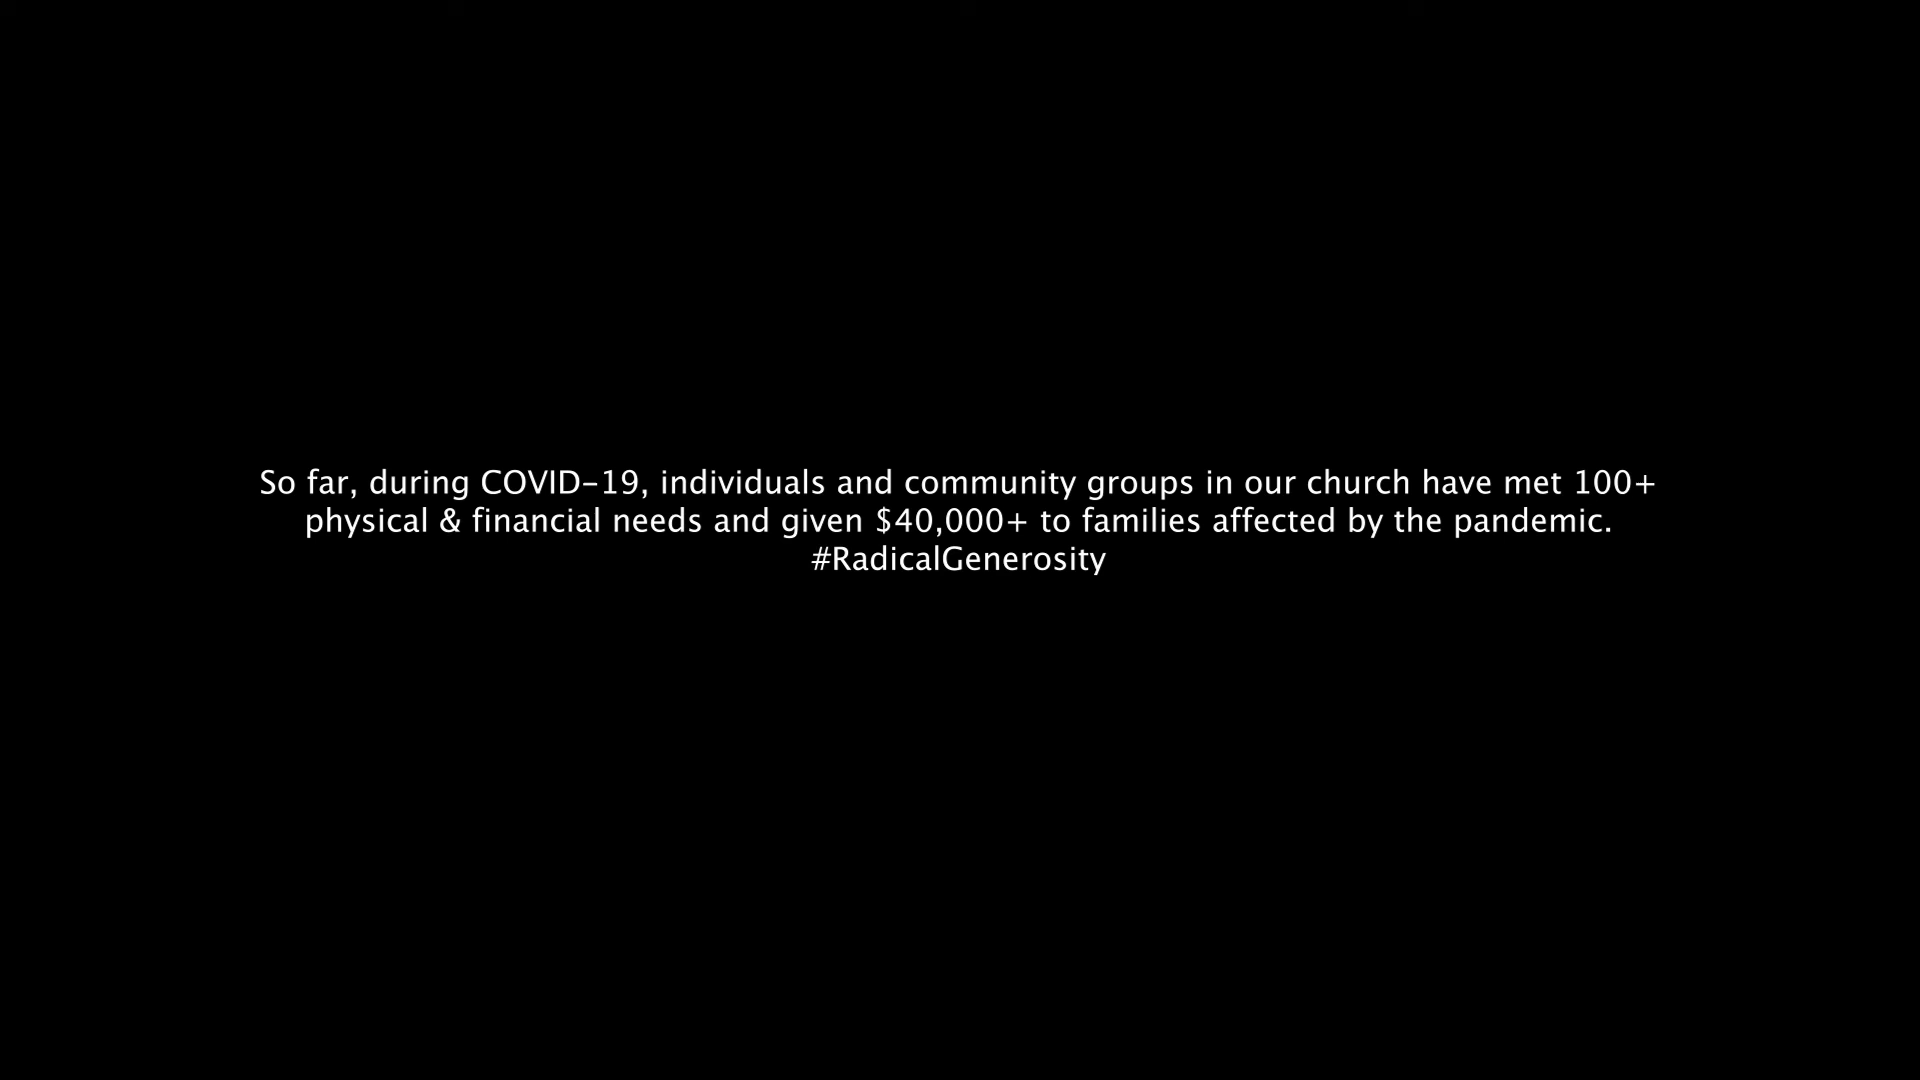 So far, during COVID-19, individuals and community groups in our church have met 100+
physical & financial needs and given $40,000+ to families affected by the pandemic.
#RadicalGenerosity